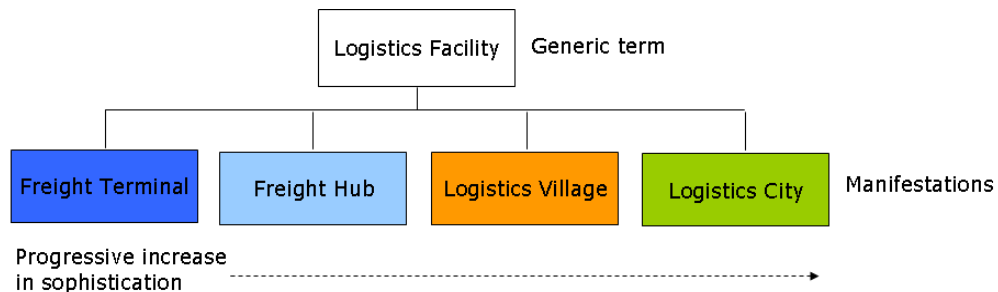 Logistics Facility
Generic term
Freight Terminal
Freight Hub
Logistics Village
Logistics City
Manifestations
Progressive increase
in sophistication